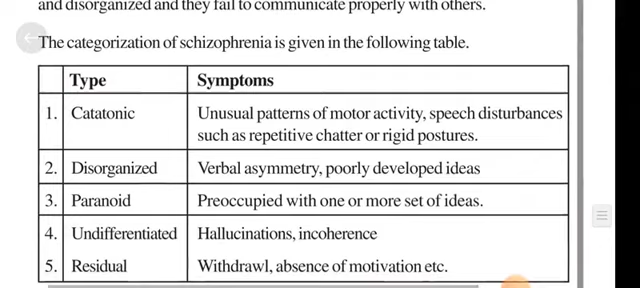 and disorganized and they fail to communicate properly with others.
The categorization of schizophrenia is given in the following table.
Type Symptoms
1. Catatonic Unusual patterns of motor activity, speech disturbances
such as repetitive chatter or rigid postures.
2. Disorganized Verbal asymmetry, poorly developed ideas
3. Paranoid Preoccupied with one or more set of ideas.
4. Undifferentiated Hallucinations, incoherence
5. Residual Withdrawl, absence of motivation etc.